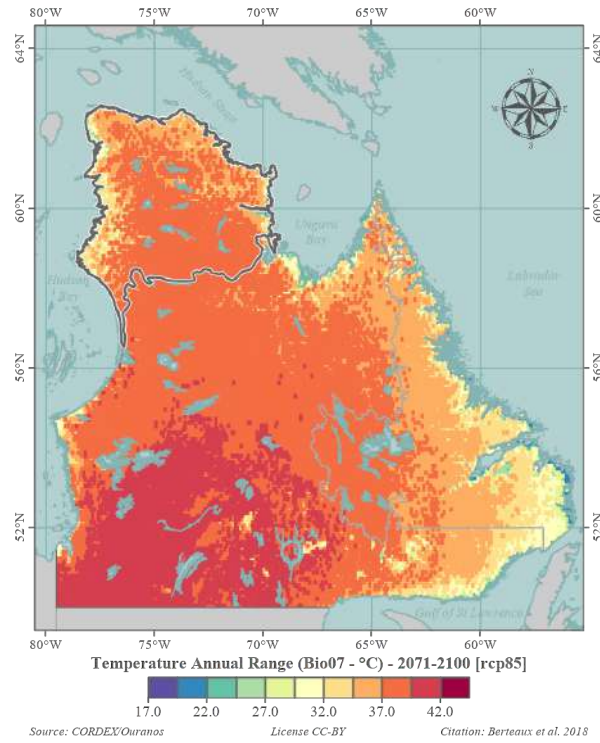 80°W 75°W 70°W 65°W 60°W
64°N 64°N
Hudson Strait
N
W E
S
60°N 60°N
Ungava
Bay
Labrador
Sea
Hudson
Bay
56°N 56°N
52°N 52°N
Gulf of St Lawrence
80°W 75°W 70°W 65°W 60°W
Temperature Annual Range (Bio07 - °C) - 2071-2100 [rcp85]
17.0 22.0 27.0 32.0 37.0 42.0
Source: CORDEX/Ouranos License CC-BY Citation: Berteaux et al. 2018